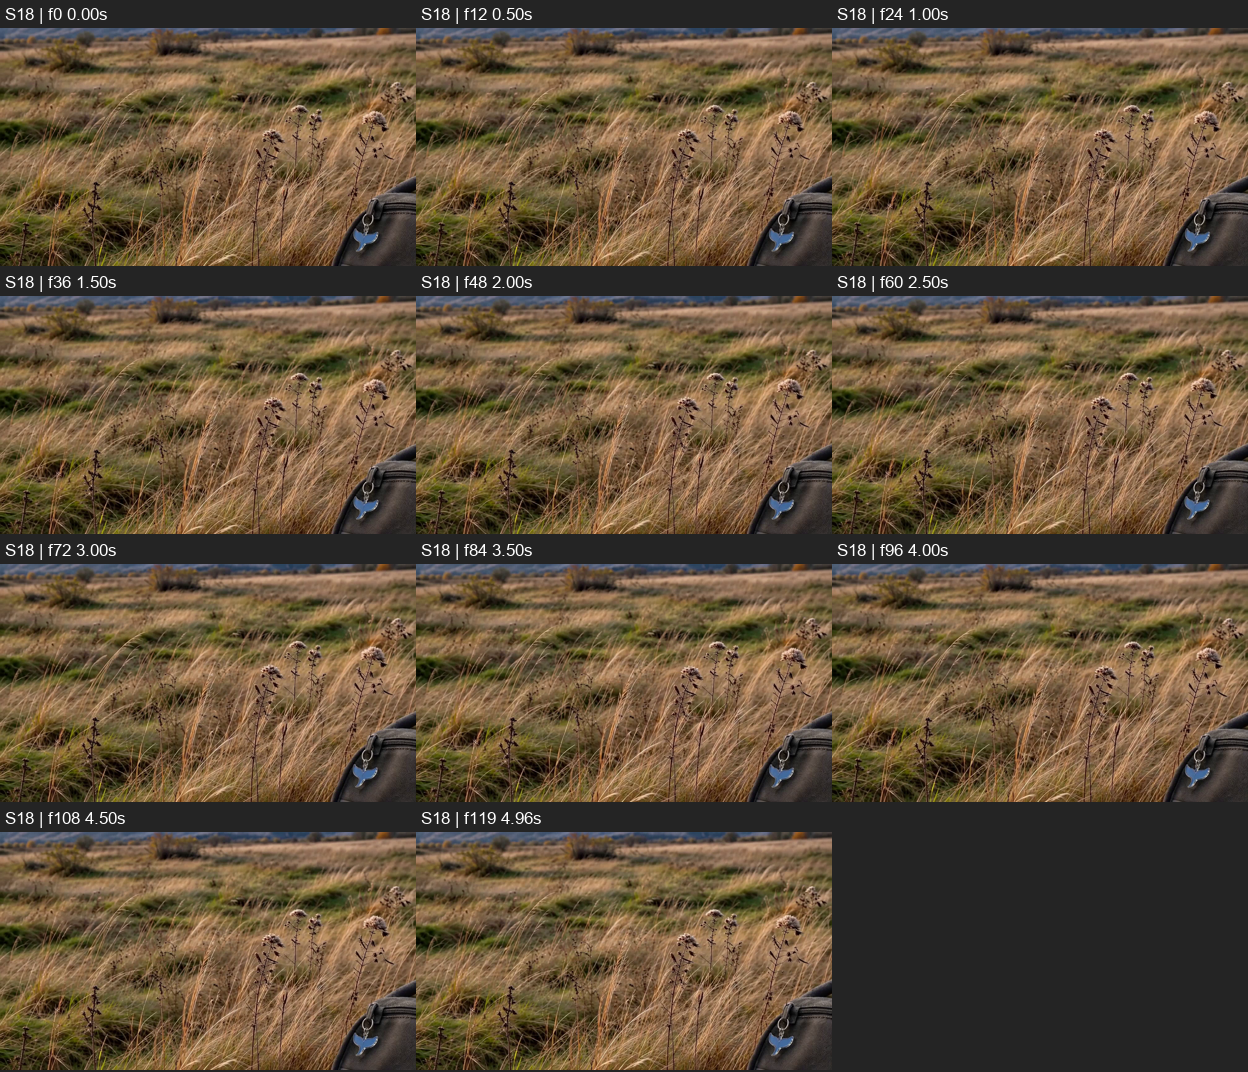 S18 | f0 0.00s
S18 | f12 0.50s
S18 | f24 1.00s
S18 | f36 1.50s
S18 | f48 2.00s
S18 | f60 2.50s
S18 | f72 3.00s
S18 | f84 3.50s
S18 | f96 4.00s
S18 | f108 4.50s
S18 | f119 4.96s